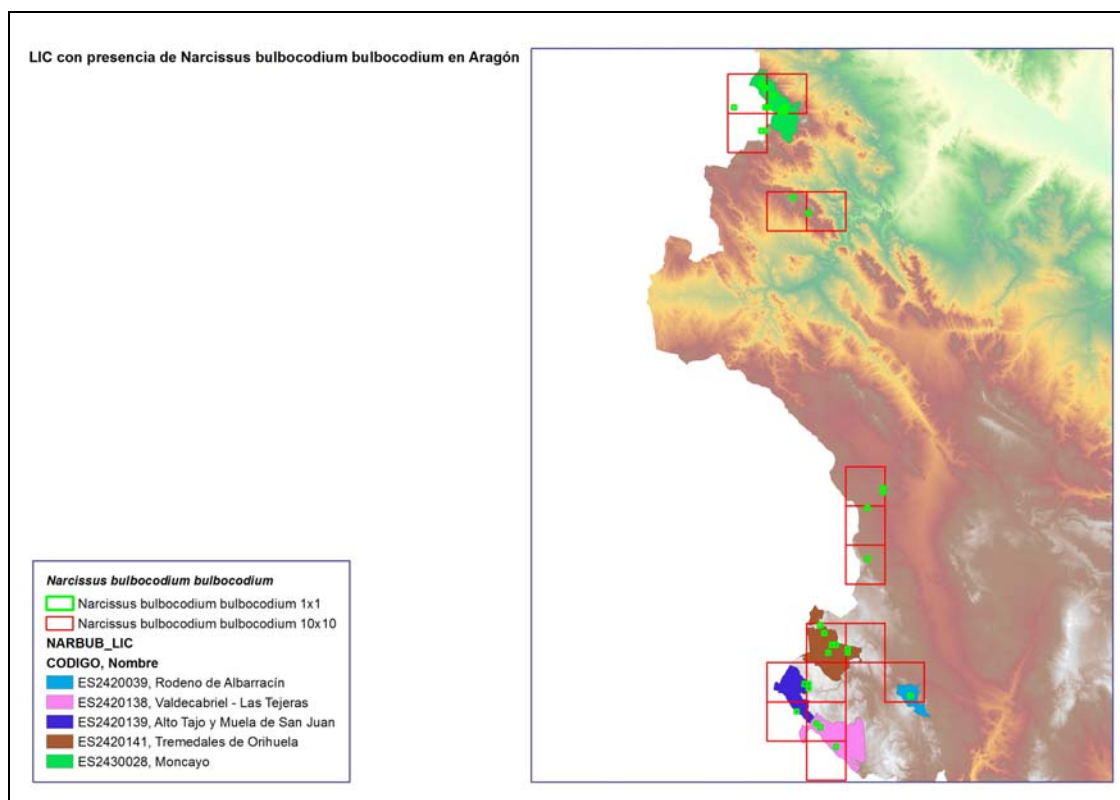 LIC con presencia de Narcissus bulbocodium bulbocodium en Aragón
Narcissus bulbocodium bulbocodium
Narcissus bulbocodium bulbocodium 1x1
Narcissus bulbocodium bulbocodium 10x10
NARBUB_LIC
CODIGO, Nombre
ES2420039, Rodeno de Albarracín
ES2420138, Valdecabriel - Las Tejeras
ES2420139, Alto Tajo y Muela de San Juan
ES2420141, Tremedales de Orihuela
ES2430028, Moncayo